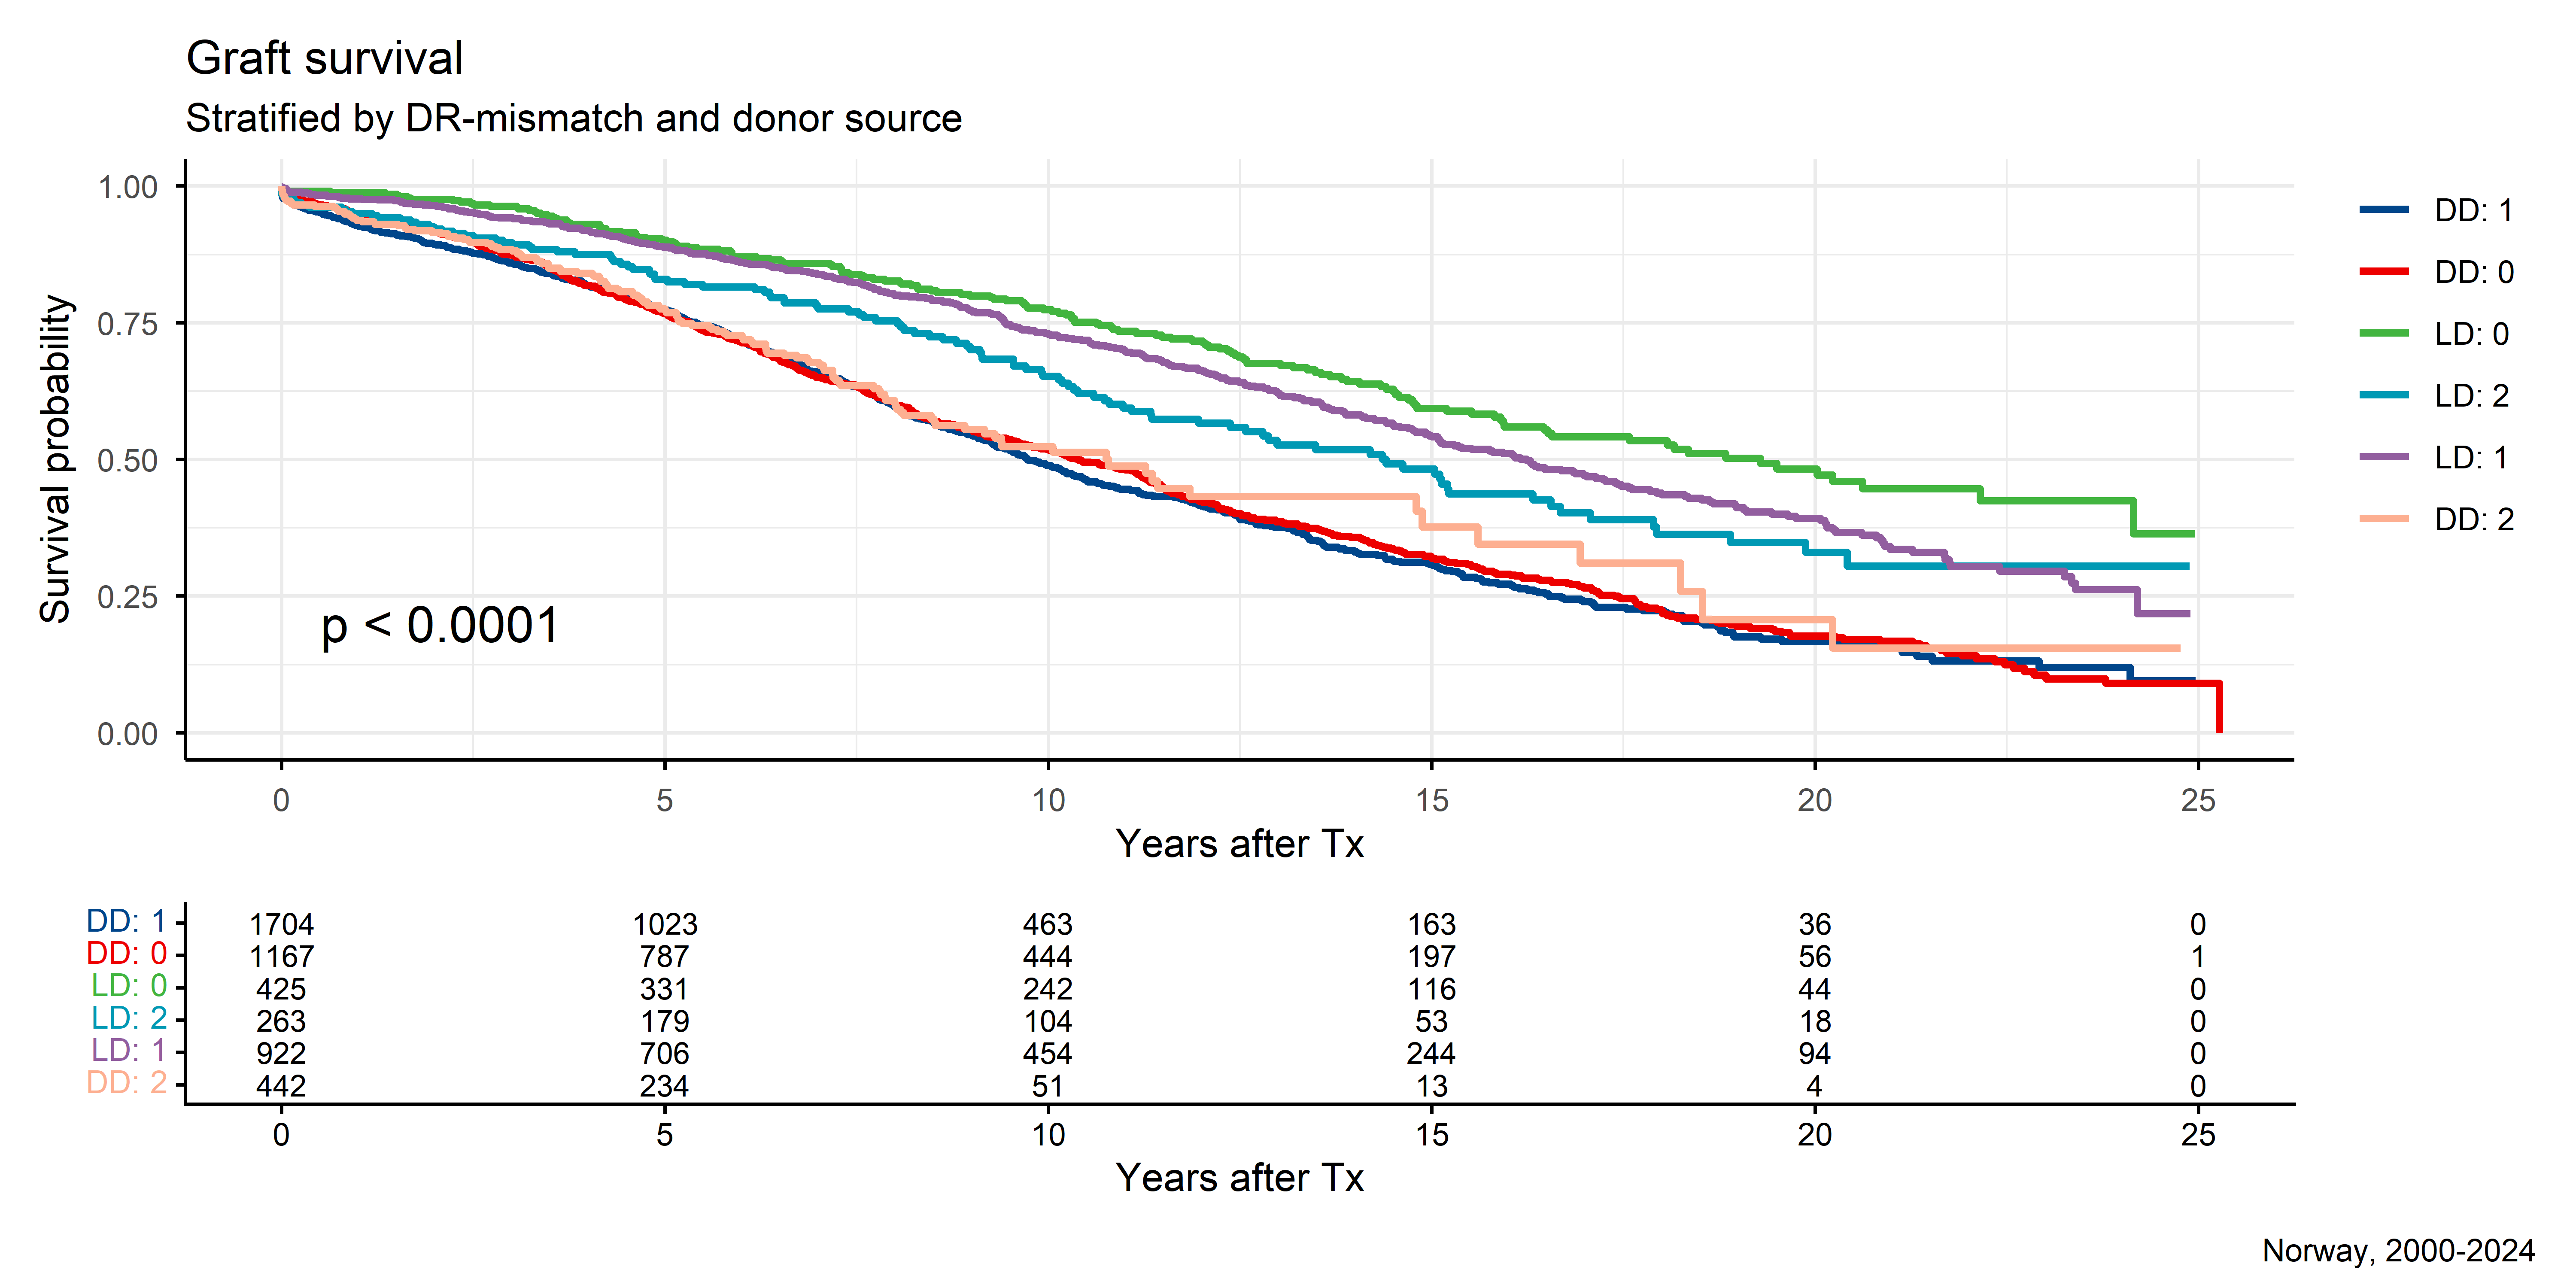 Graft survival
Stratified by DR-mismatch and donor source
Survival probability
1.00
0.75
0.50
0.25
0.00
p < 0.0001
0 5 10 15 20 25
Years after Tx
DD: 1
DD: 0
LD: 0
LD: 2
LD: 1
DD: 2
DD: 1 1704 1023 463 163 36 0
DD: 0 1167 787 444 197 56 1
LD: 0 425 331 242 116 44 0
LD: 2 263 179 104 53 18 0
LD: 1 922 706 454 244 94 0
DD: 2 442 234 51 13 4 0
0 5 10 15 20 25
Years after Tx
Norway, 2000-2024